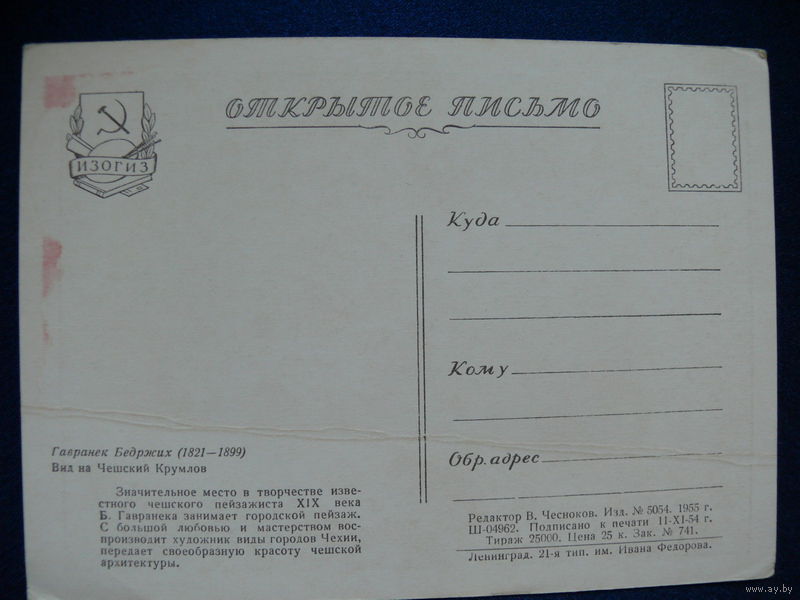 ОТКРЫТОЕ ПИСЬМО
ИЗОГИЗ
Куда
Кому
Обр. адрес
Гавранек Бедржих (1821—1899)
Вид на Чешский Крумлов
Значительное место в творчестве изве-
стного чешского пейзажиста XIX века
Б. Гавранека занимает городской пейзаж.
С большой любовью и мастерством вос-
производит художник виды городов Чехии,
передает своеобразную красоту чешской
архитектуры.
Редактор В. Чесноков. Изд. № 5054. 1955 г.
Ш-04962. Подписано к печати 11-XI-54 г.
Тираж 25000. Цена 25 к. Зак. № 741.
Ленинград. 21-я тип. им. Ивана Федорова.
www.ay.by